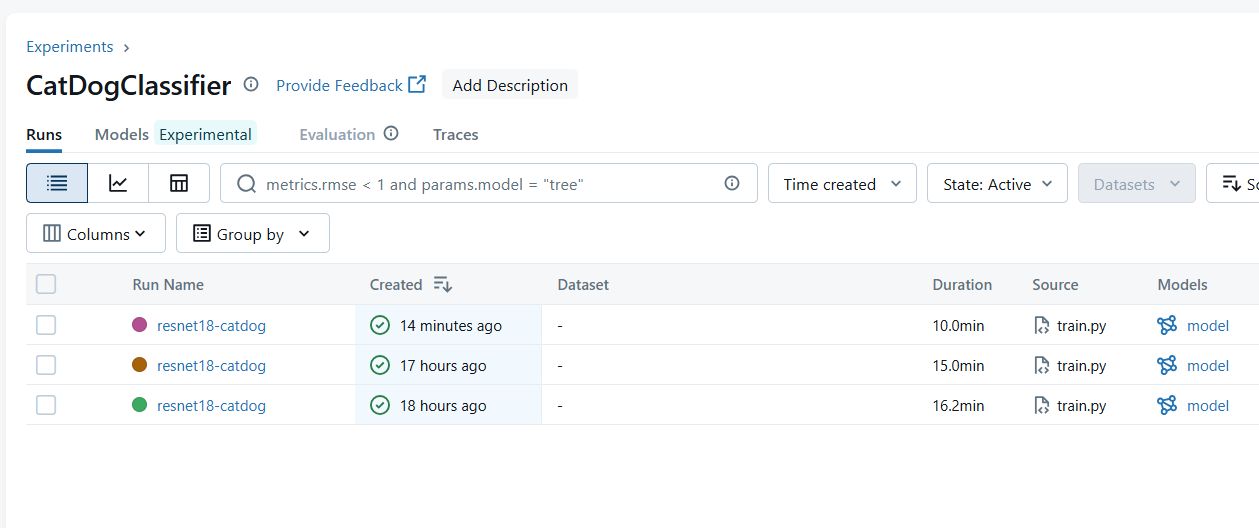 Experiments
CatDogClassifier Provide Feedback Add Description
Runs Models Experimental Evaluation Traces
metrics.rmse < 1 and params.model = "tree" Time created State: Active Datasets
Columns Group by
Run Name Created Dataset Duration Source Models
resnet18-catdog 14 minutes ago - 10.0min train.py model
resnet18-catdog 17 hours ago - 15.0min train.py model
resnet18-catdog 18 hours ago - 16.2min train.py model